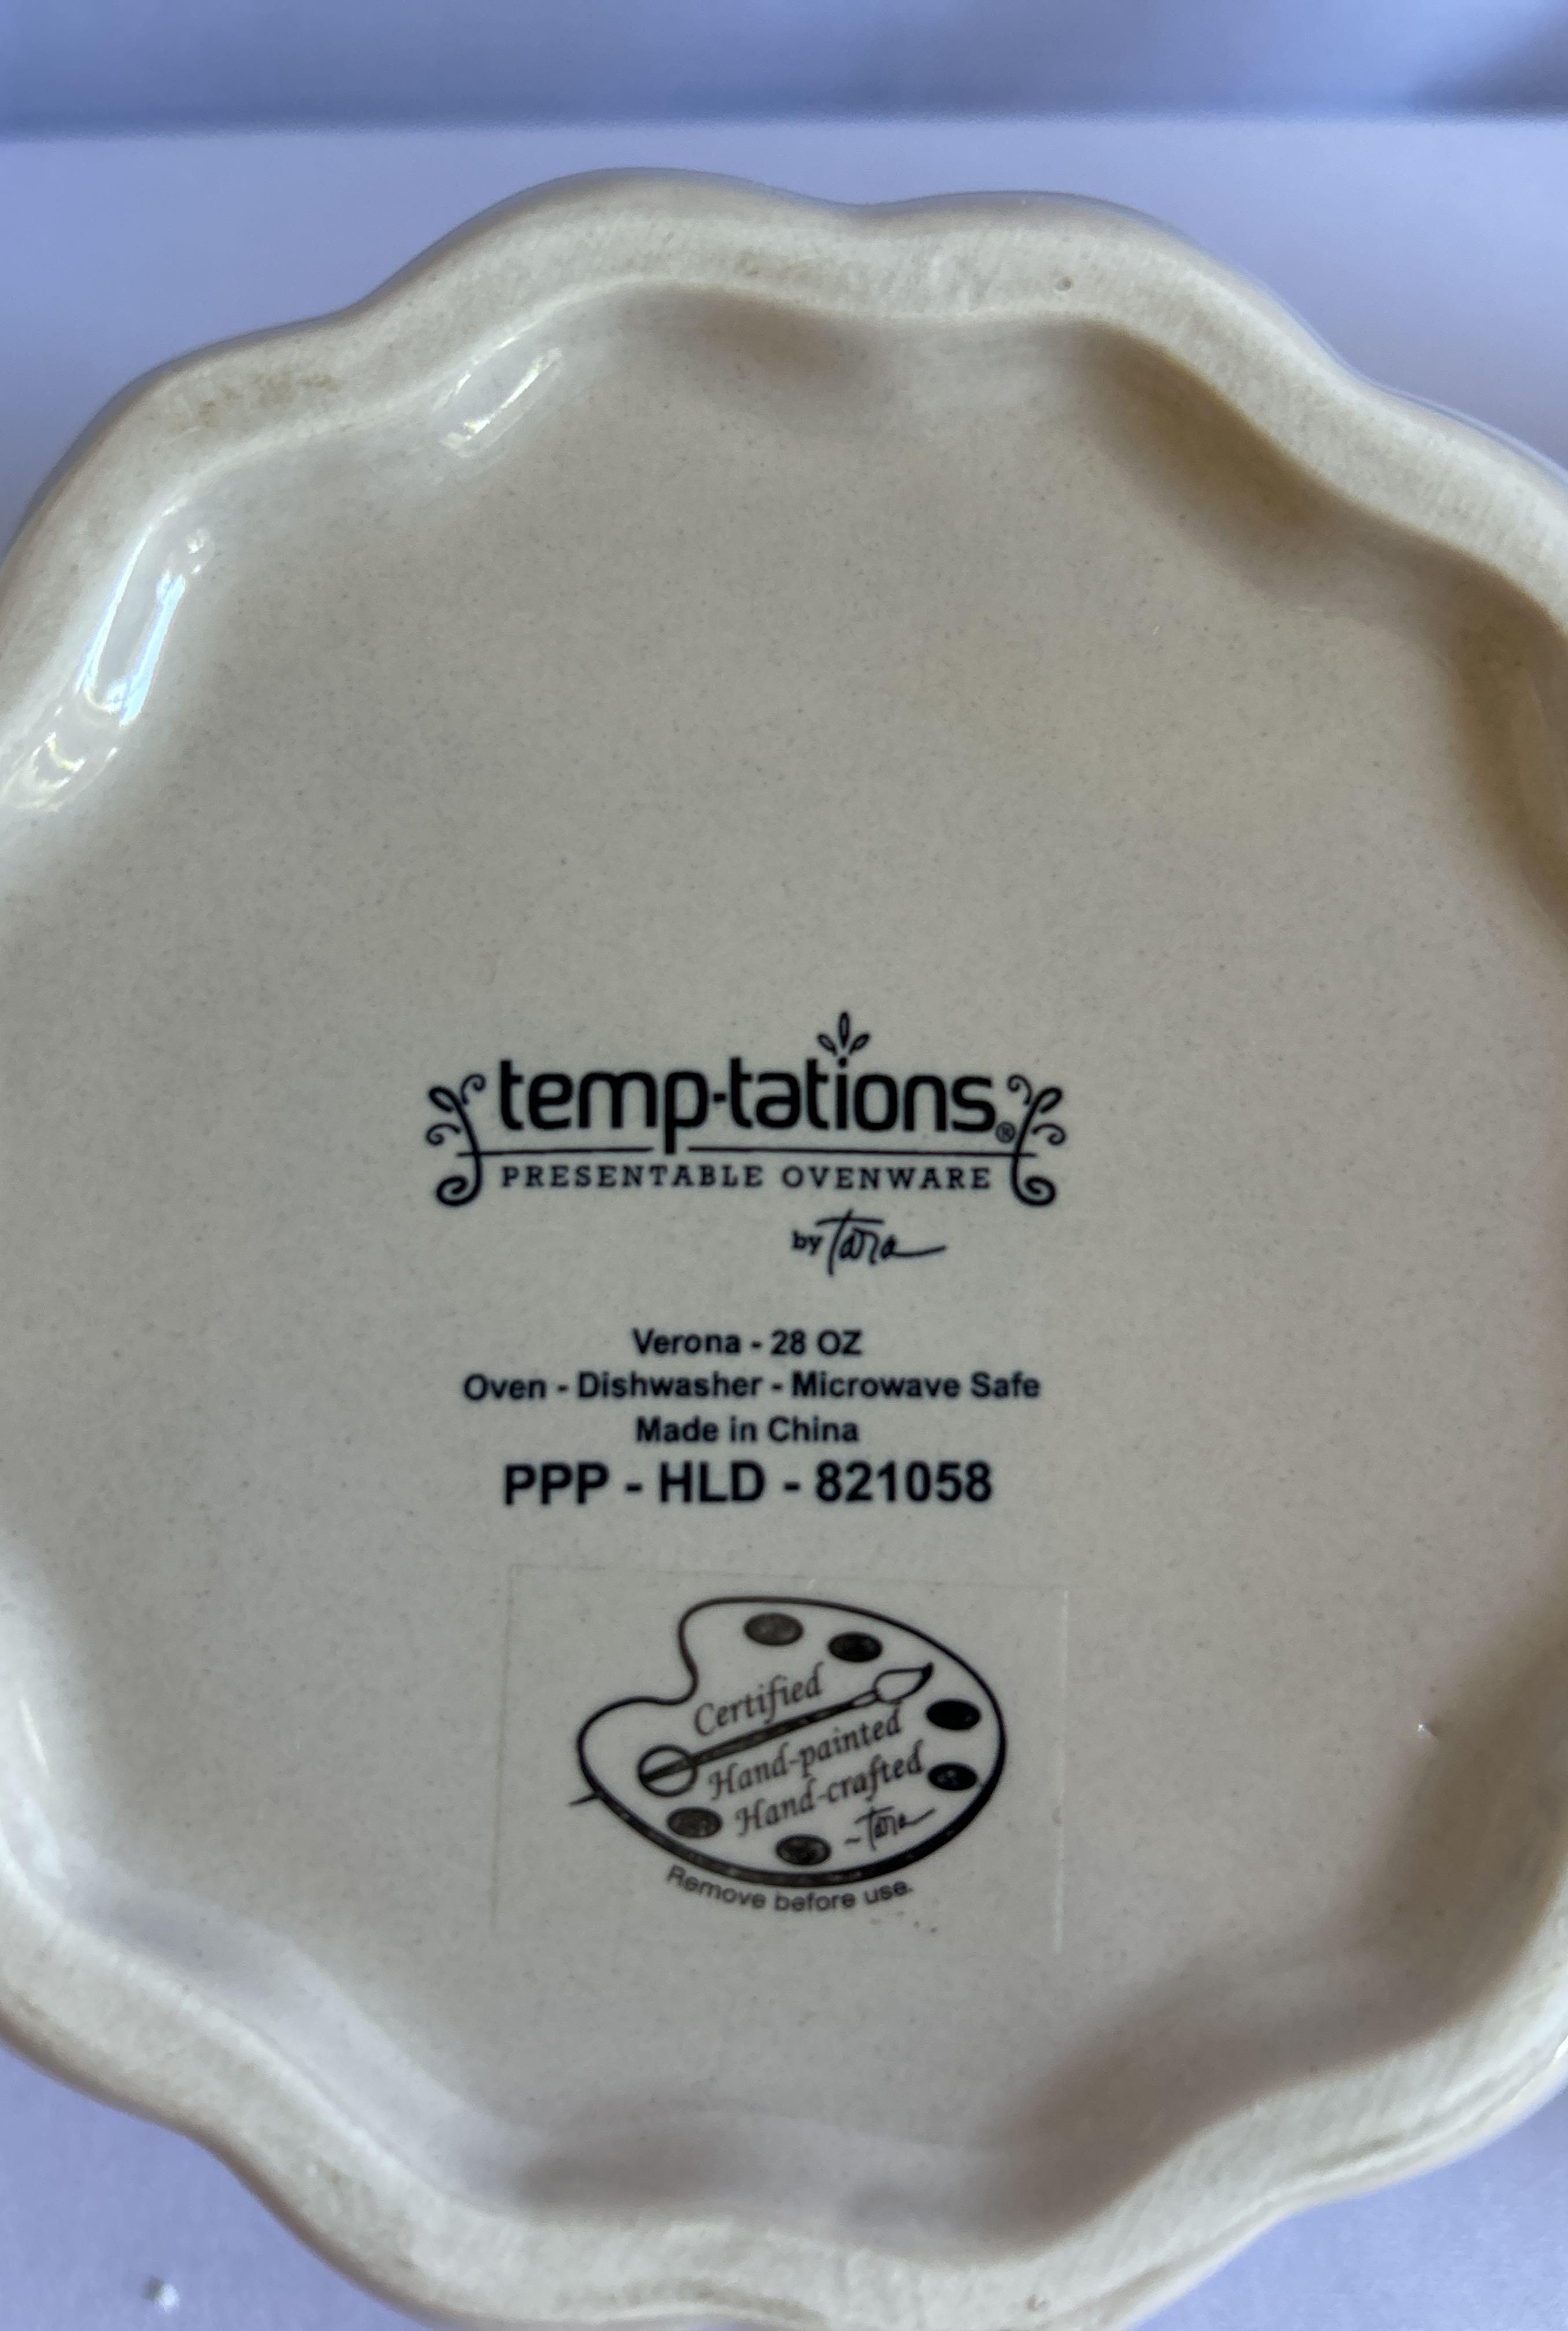 temp-tations®
PRESENTABLE OVENWARE
by Tara
Verona - 28 OZ
Oven - Dishwasher - Microwave Safe
Made in China
PPP - HLD - 821058
Certified
Hand-painted
Hand-crafted
~Tara
Remove before use.